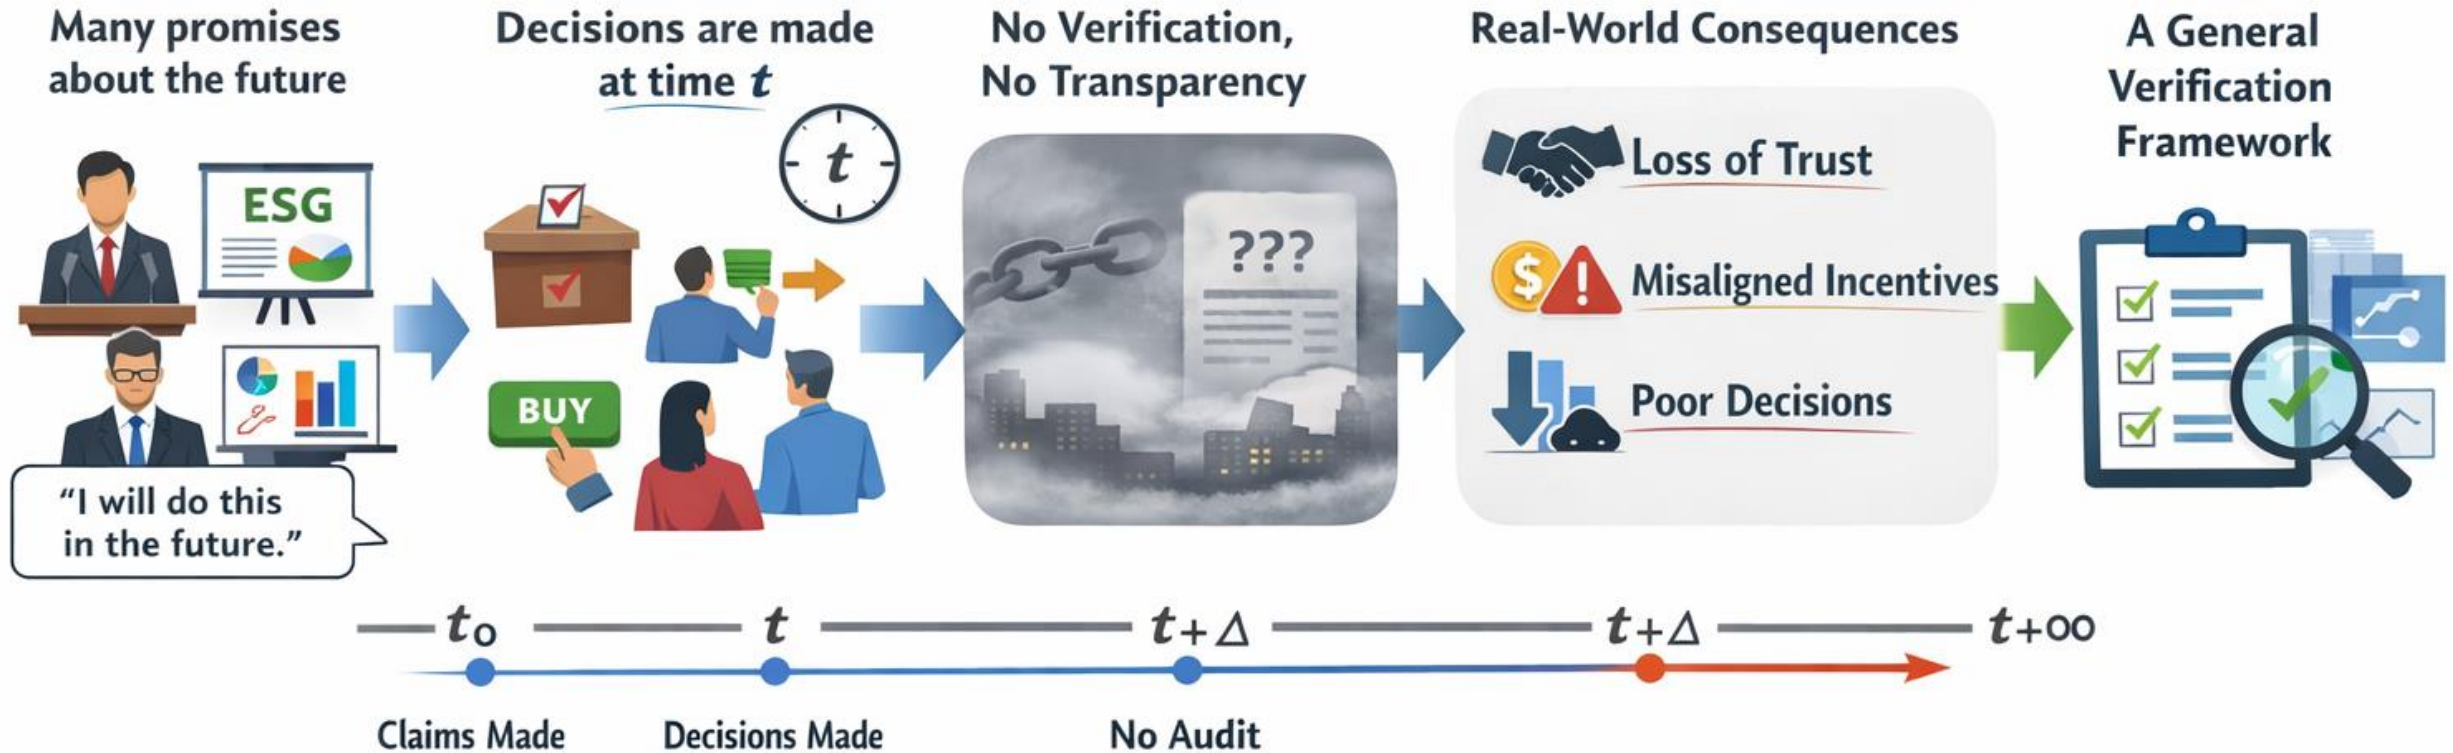 Many promises
about the future
ESG
"I will do this
in the future."
Decisions are made
at time t
t
BUY
No Verification,
No Transparency
???
Real-World Consequences
Loss of Trust
$ !
Misaligned Incentives
Poor Decisions
A General
Verification
Framework
t₀ t t+Δ t+Δ t+∞
Claims Made Decisions Made No Audit